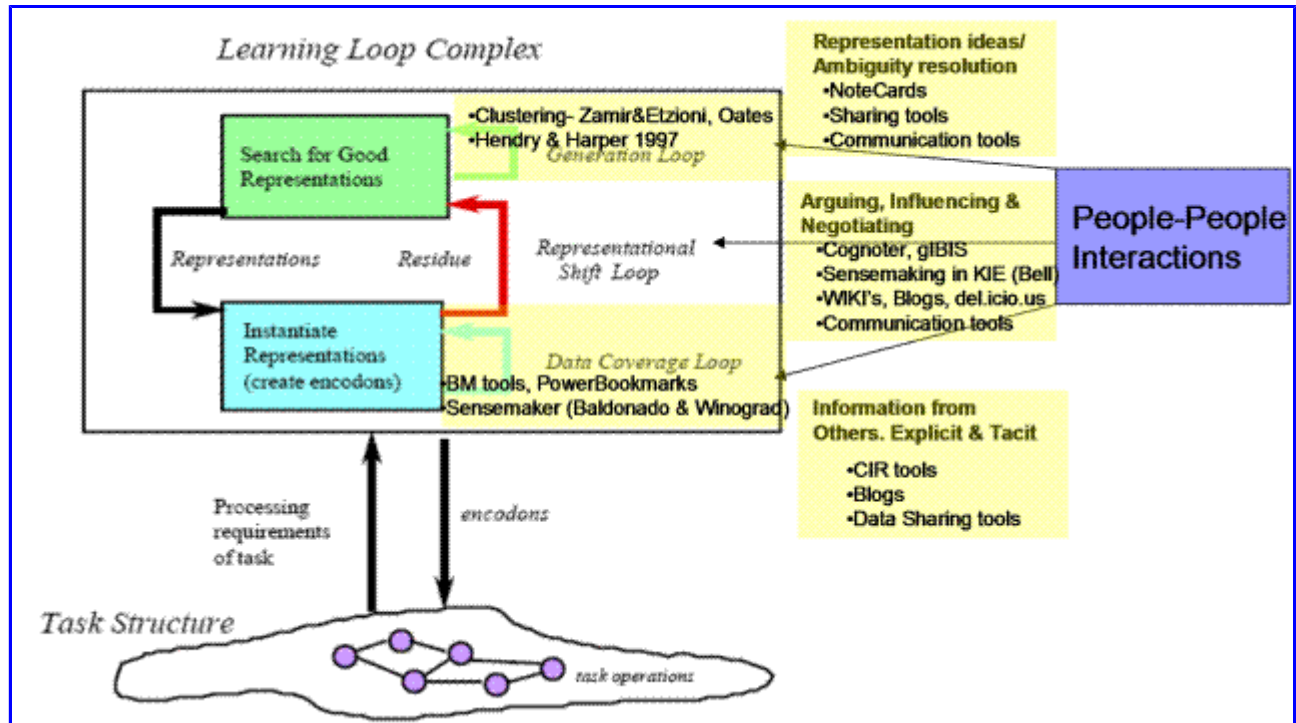 Learning Loop Complex
Search for Good
Representations
•Clustering- Zamir&Etzioni, Oates
•Hendry & Harper 1997
Generation Loop
Representations
Residue
Representational
Shift Loop
Instantiate
Representations
(create encodons)
Data Coverage Loop
•BM tools, PowerBookmarks
•Sensemaker (Baldonado & Winograd)
Representation ideas/
Ambiguity resolution
•NoteCards
•Sharing tools
•Communication tools
Arguing, Influencing &
Negotiating
•Cognoter, gIBIS
•Sensemaking in KIE (Bell)
•WIKI's, Blogs, del.icio.us
•Communication tools
Information from
Others. Explicit & Tacit
•CIR tools
•Blogs
•Data Sharing tools
People-People
Interactions
Processing
requirements
of task
encodons
Task Structure
task operations